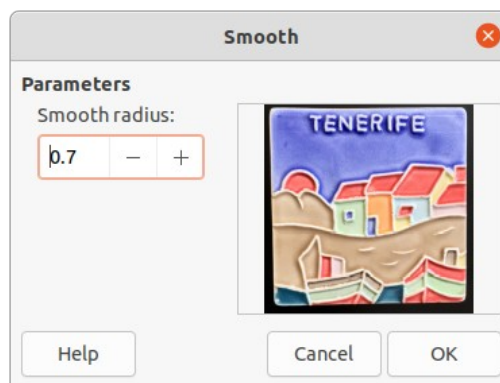 Smooth
Parameters
Smooth radius:
0.7
TENERIFE
Help
Cancel
OK